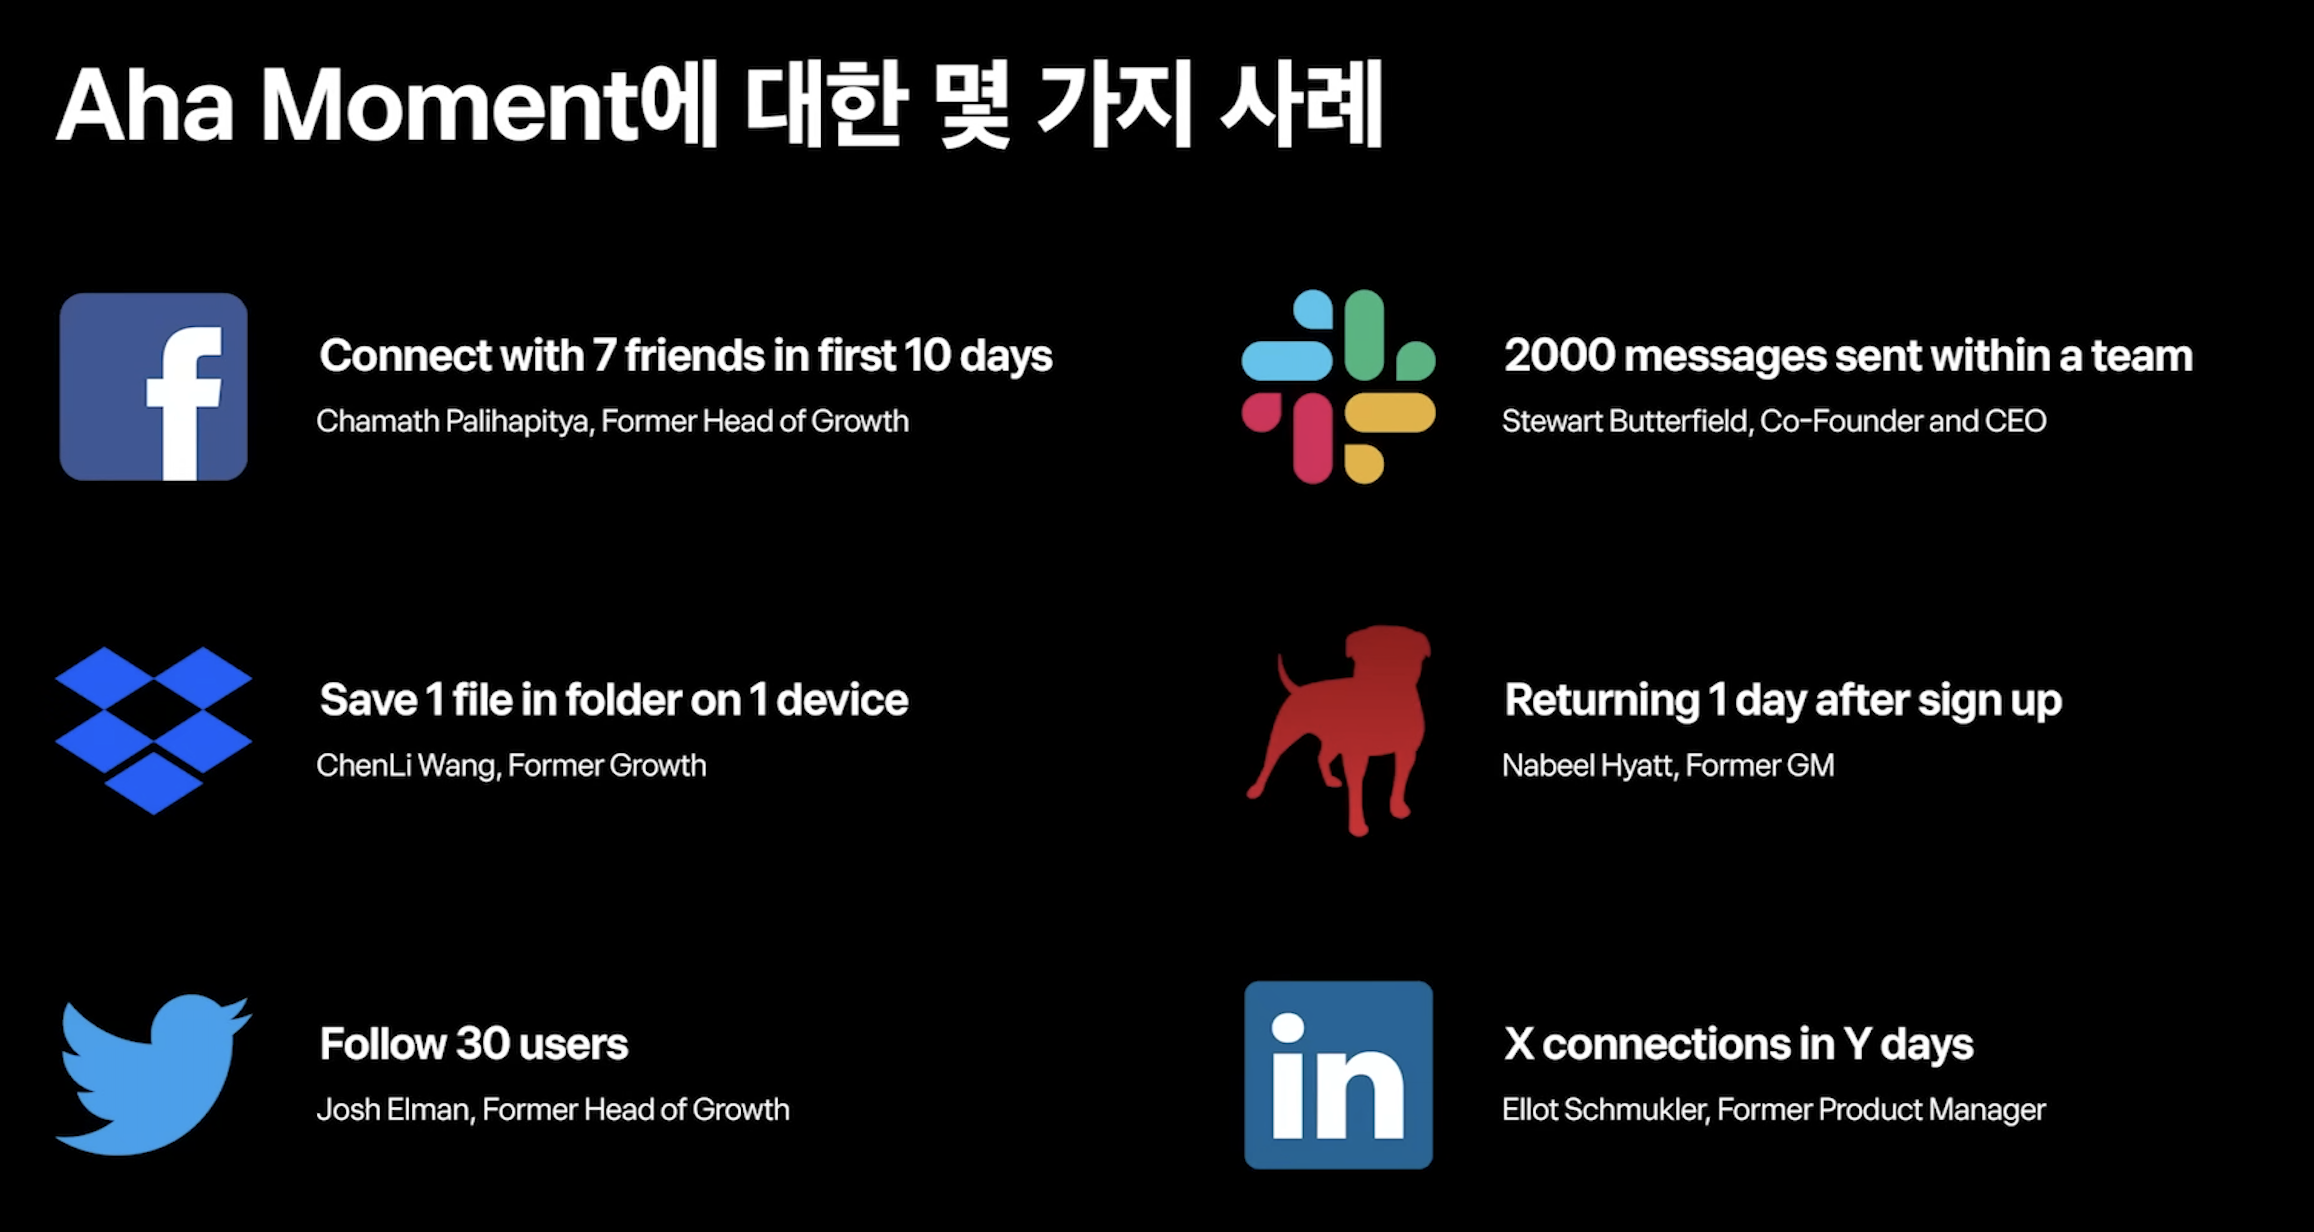 Aha Moment에 대한 몇 가지 사례
Connect with 7 friends in first 10 days
Chamath Palihapitya, Former Head of Growth
2000 messages sent within a team
Stewart Butterfield, Co-Founder and CEO
Save 1 file in folder on 1 device
ChenLi Wang, Former Growth
Returning 1 day after sign up
Nabeel Hyatt, Former GM
Follow 30 users
Josh Elman, Former Head of Growth
in
X connections in Y days
Ellot Schmukler, Former Product Manager